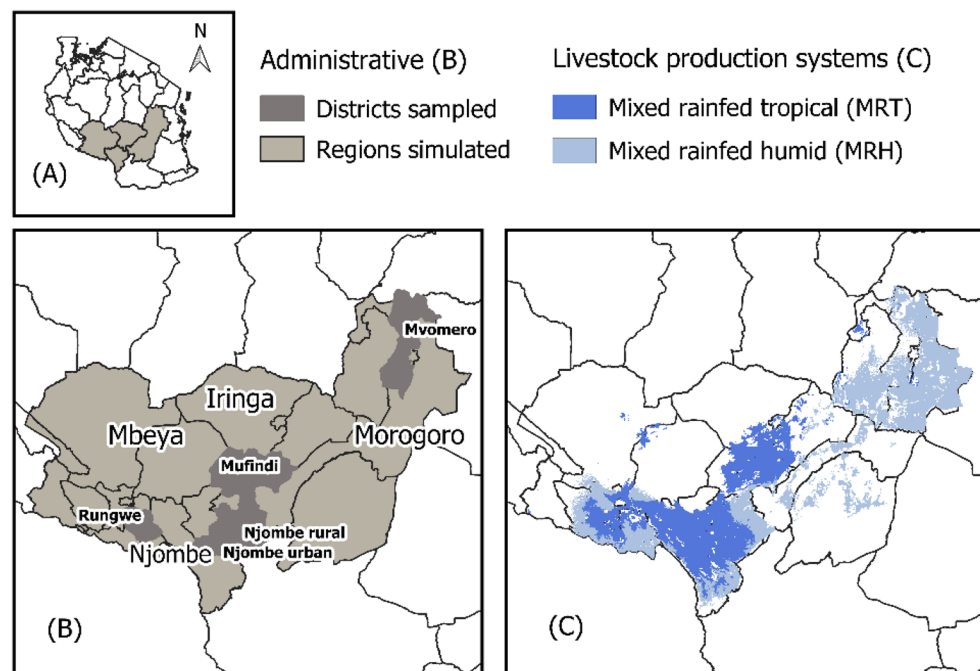 N
(A)
Administrative (B)
Districts sampled
Regions simulated
Livestock production systems (C)
Mixed rainfed tropical (MRT)
Mixed rainfed humid (MRH)
Mvomero
Iringa
Mbeya
Morogoro
Mufindi
Rungwe
Njombe rural
Njombe
Njombe urban
(B)
(C)